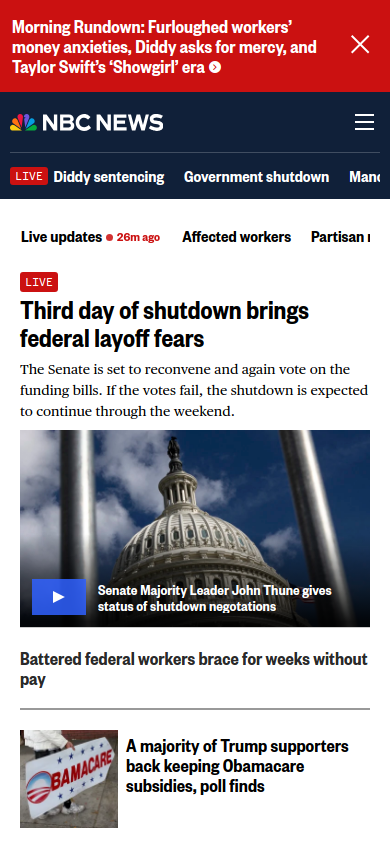 Morning Rundown: Furloughed workers’
money anxieties, Diddy asks for mercy, and
Taylor Swift’s ‘Showgirl’ era
NBC NEWS
LIVE Diddy sentencing Government shutdown
Live updates 26m ago Affected workers Partisan
LIVE
Third day of shutdown brings
federal layoff fears
The Senate is set to reconvene and again vote on the
funding bills. If the votes fail, the shutdown is expected
to continue through the weekend.
Senate Majority Leader John Thune gives
status of shutdown negotations
Battered federal workers brace for weeks without
pay
OBAMACARE
A majority of Trump supporters
back keeping Obamacare
subsidies, poll finds